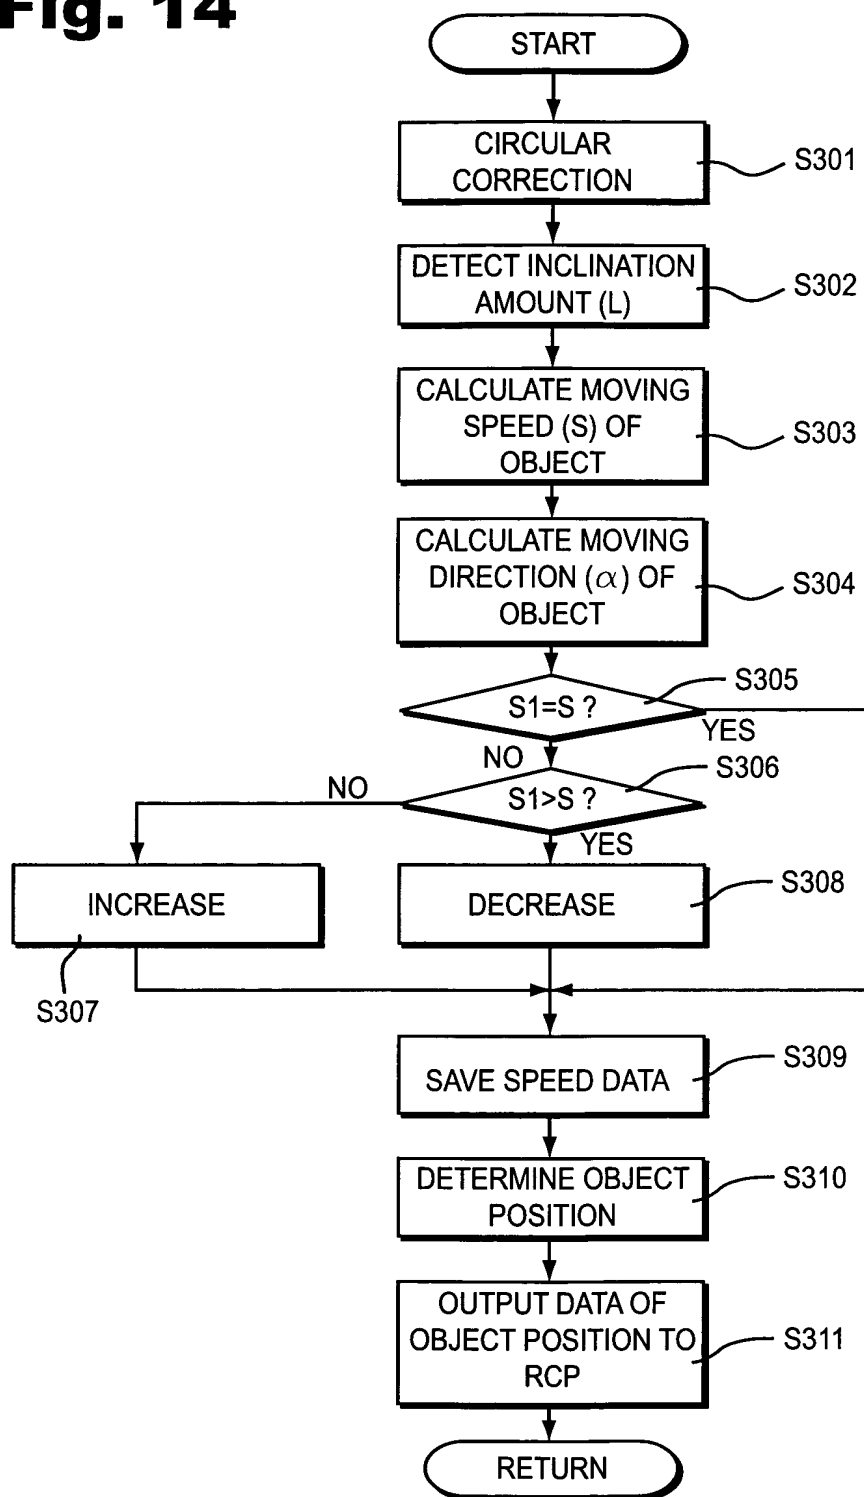 Fig. 14
START
CIRCULAR
CORRECTION
S301
DETECT INCLINATION
AMOUNT (L)
S302
CALCULATE MOVING
SPEED (S) OF
OBJECT
S303
CALCULATE MOVING
DIRECTION (α) OF
OBJECT
S304
S305
S1=S ?
YES
NO
S306
NO
S1>S ?
YES
INCREASE
DECREASE
S308
S307
SAVE SPEED DATA
S309
DETERMINE OBJECT
POSITION
S310
OUTPUT DATA OF
OBJECT POSITION TO
RCP
S311
RETURN